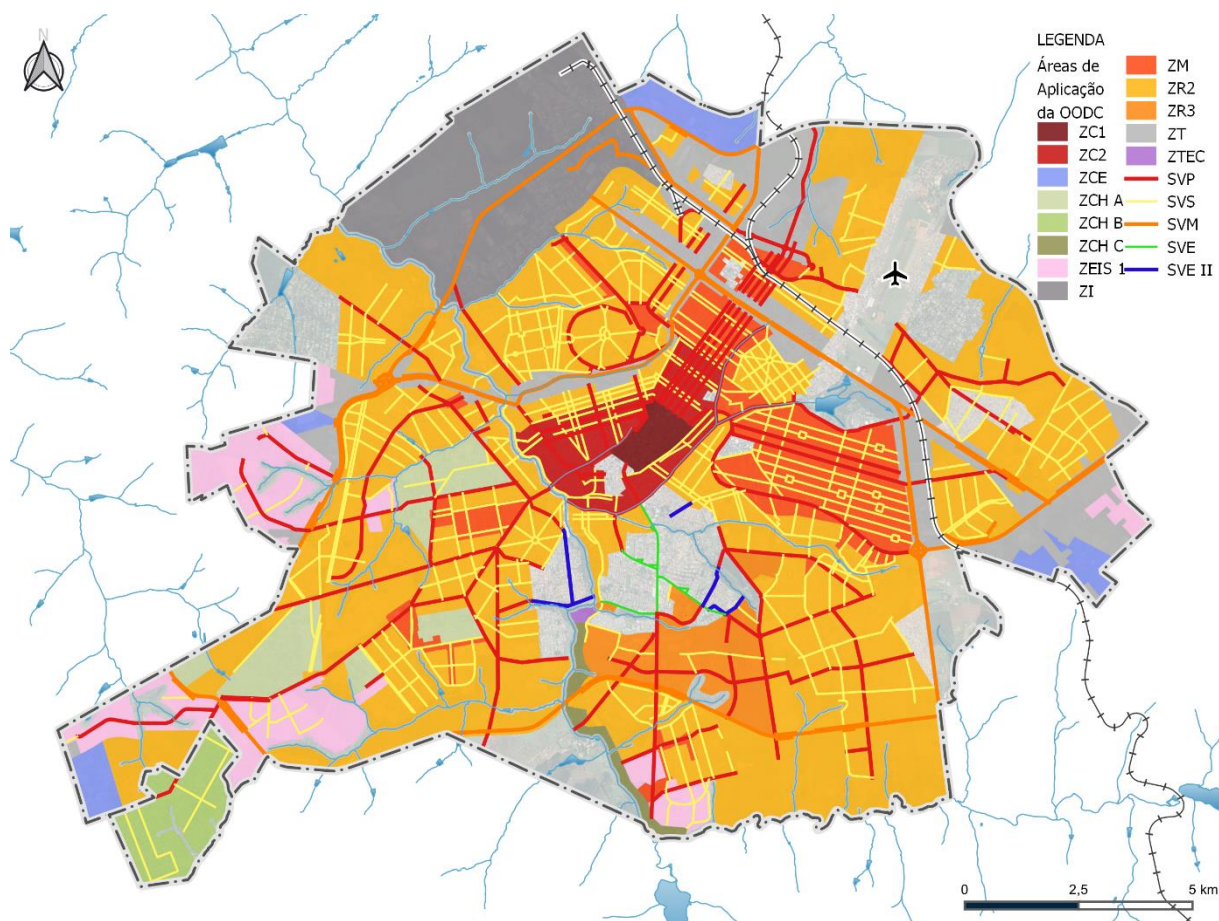 N
LEGENDA
Áreas de
Aplicação
da OODC
ZC1
ZC2
ZCE
ZCH A
ZCH B
ZCH C
ZEIS 1
ZI
ZM
ZR2
ZR3
ZT
ZTEC
SVP
SVS
SVM
SVE
SVE II
0 2,5 5 km